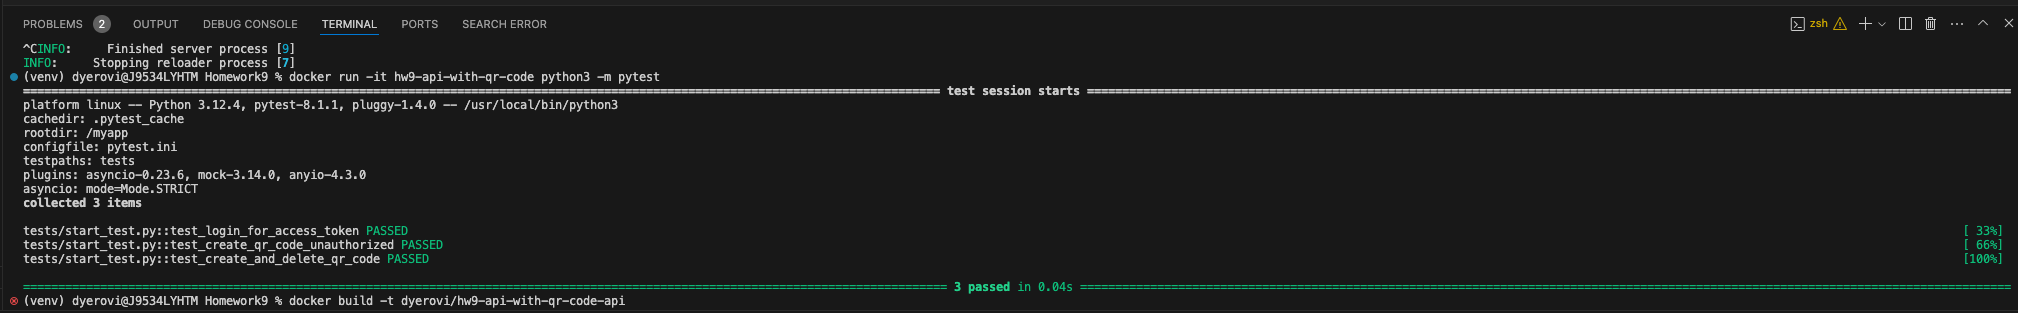 PROBLEMS 2 OUTPUT DEBUG CONSOLE TERMINAL PORTS SEARCH ERROR zsh
^CINFO:     Finished server process [9]
INFO:     Stopping reloader process [7]
(venv) dyerovi@J9534LYHTM Homework9 % docker run -it hw9-api-with-qr-code python3 -m pytest
test session starts
platform linux -- Python 3.12.4, pytest-8.1.1, pluggy-1.4.0 -- /usr/local/bin/python3
cachedir: .pytest_cache
rootdir: /myapp
configfile: pytest.ini
testpaths: tests
plugins: asyncio-0.23.6, mock-3.14.0, anyio-4.3.0
asyncio: mode=Mode.STRICT
collected 3 items
tests/start_test.py::test_login_for_access_token PASSED [ 33%]
tests/start_test.py::test_create_qr_code_unauthorized PASSED [ 66%]
tests/start_test.py::test_create_and_delete_qr_code PASSED [100%]
3 passed in 0.04s
(venv) dyerovi@J9534LYHTM Homework9 % docker build -t dyerovi/hw9-api-with-qr-code-api